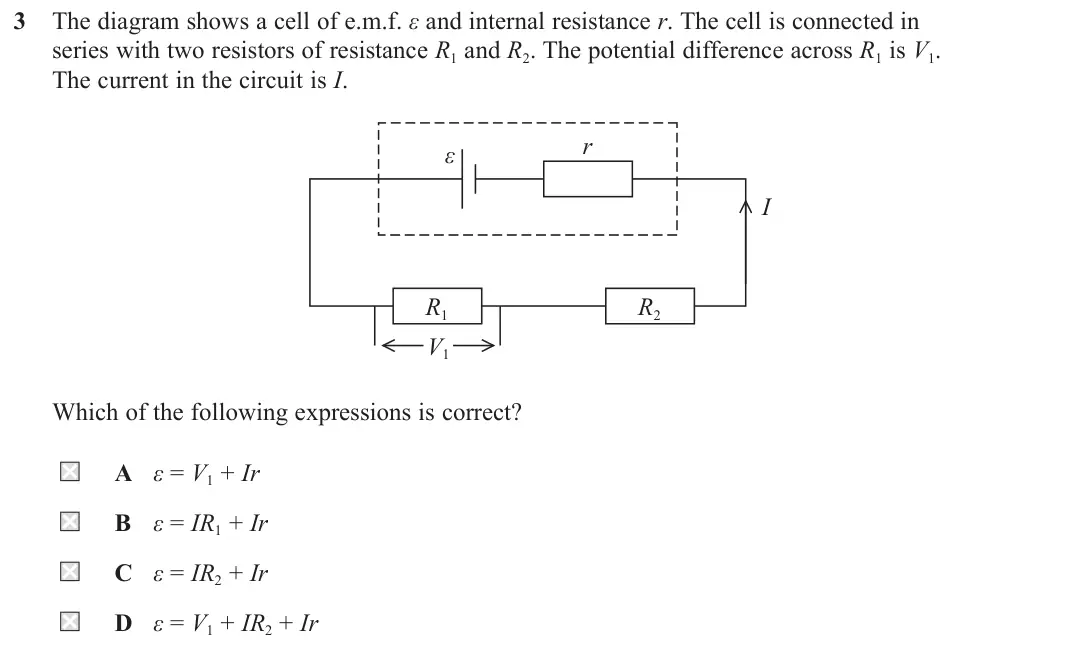 3 The diagram shows a cell of e.m.f. ε and internal resistance r. The cell is connected in
series with two resistors of resistance R₁ and R₂. The potential difference across R₁ is V₁.
The current in the circuit is I.
ε
r
I
R₁
R₂
V₁
Which of the following expressions is correct?
A ε = V₁ + Ir
B ε = IR₁ + Ir
C ε = IR₂ + Ir
D ε = V₁ + IR₂ + Ir